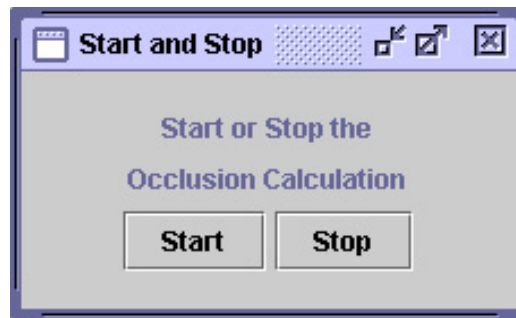 Start and Stop
Start or Stop the
Occlusion Calculation
Start Stop